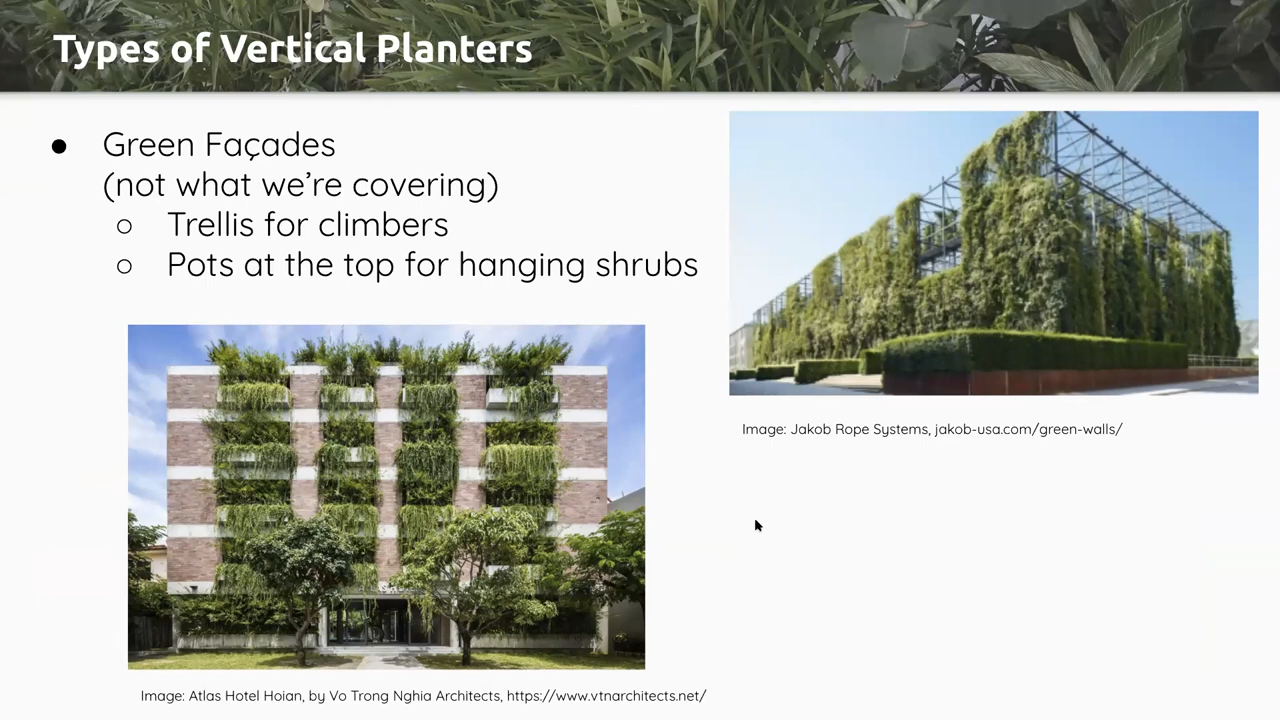 Types of Vertical Planters
● Green Façades
(not what we're covering)
○ Trellis for climbers
○ Pots at the top for hanging shrubs
Image: Jakob Rope Systems, jakob-usa.com/green-walls/
Image: Atlas Hotel Hoian, by Vo Trong Nghia Architects, https://www.vtnarchitects.net/